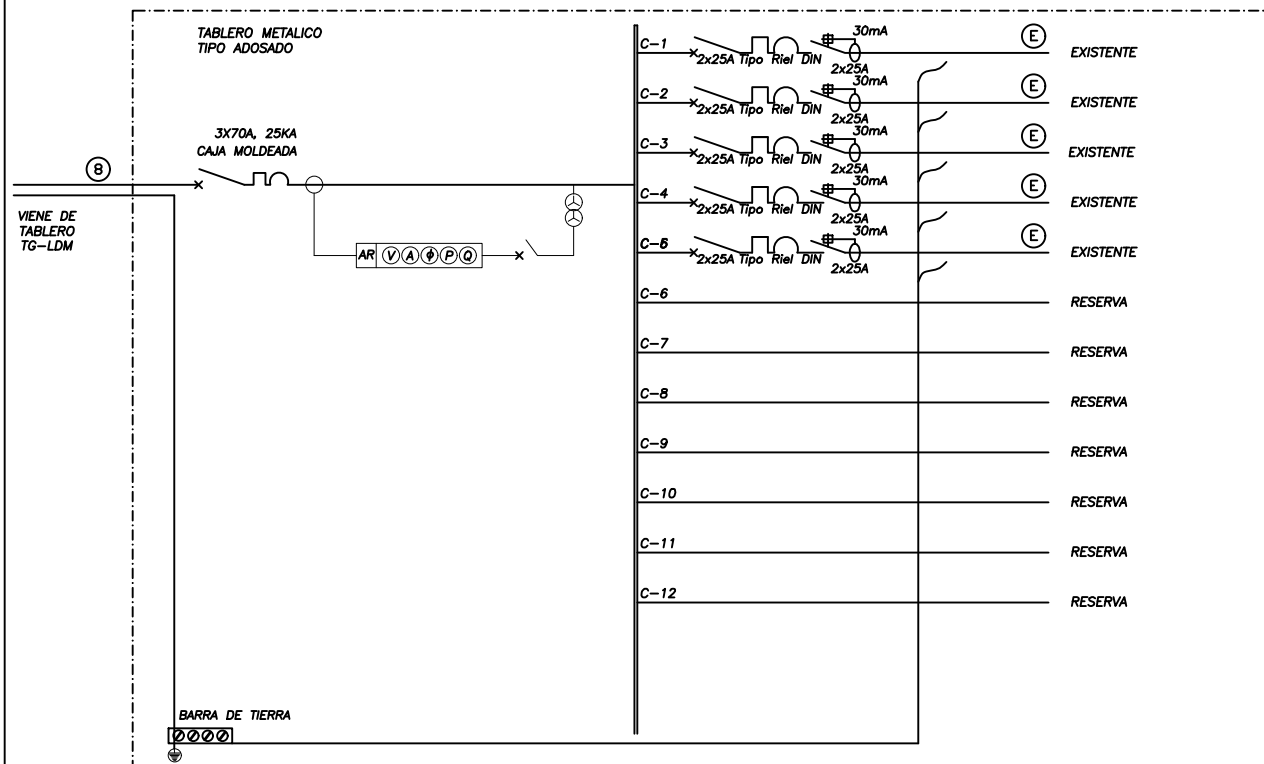 TABLERO METALICO
TIPO ADOSADO
3X70A, 25KA
CAJA MOLDEADA
8
VIENE DE
TABLERO
TG-LDM
AR V A ϕ P Q
C-1
2x25A Tipo Riel DIN
30mA
2x25A
E
EXISTENTE
C-2
2x25A Tipo Riel DIN
30mA
2x25A
E
EXISTENTE
C-3
2x25A Tipo Riel DIN
30mA
2x25A
E
EXISTENTE
C-4
2x25A Tipo Riel DIN
30mA
2x25A
E
EXISTENTE
C-6
2x25A Tipo Riel DIN
30mA
2x25A
E
EXISTENTE
C-6
RESERVA
C-7
RESERVA
C-8
RESERVA
C-9
RESERVA
C-10
RESERVA
C-11
RESERVA
C-12
RESERVA
BARRA DE TIERRA